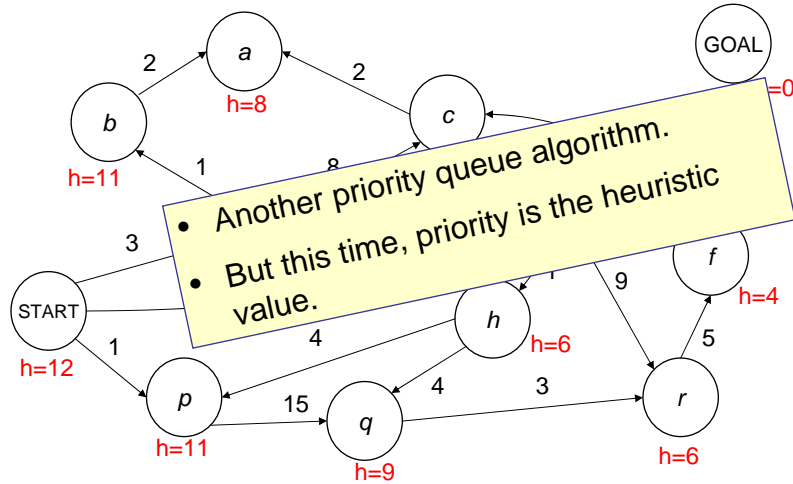 GOAL
=0
2
a
h=8
2
c
b
h=11
1
8
• Another priority queue algorithm.
• But this time, priority is the heuristic
value.
3
START
h=12
1
4
h
h=6
9
f
h=4
5
p
h=11
15
4
q
h=9
3
r
h=6